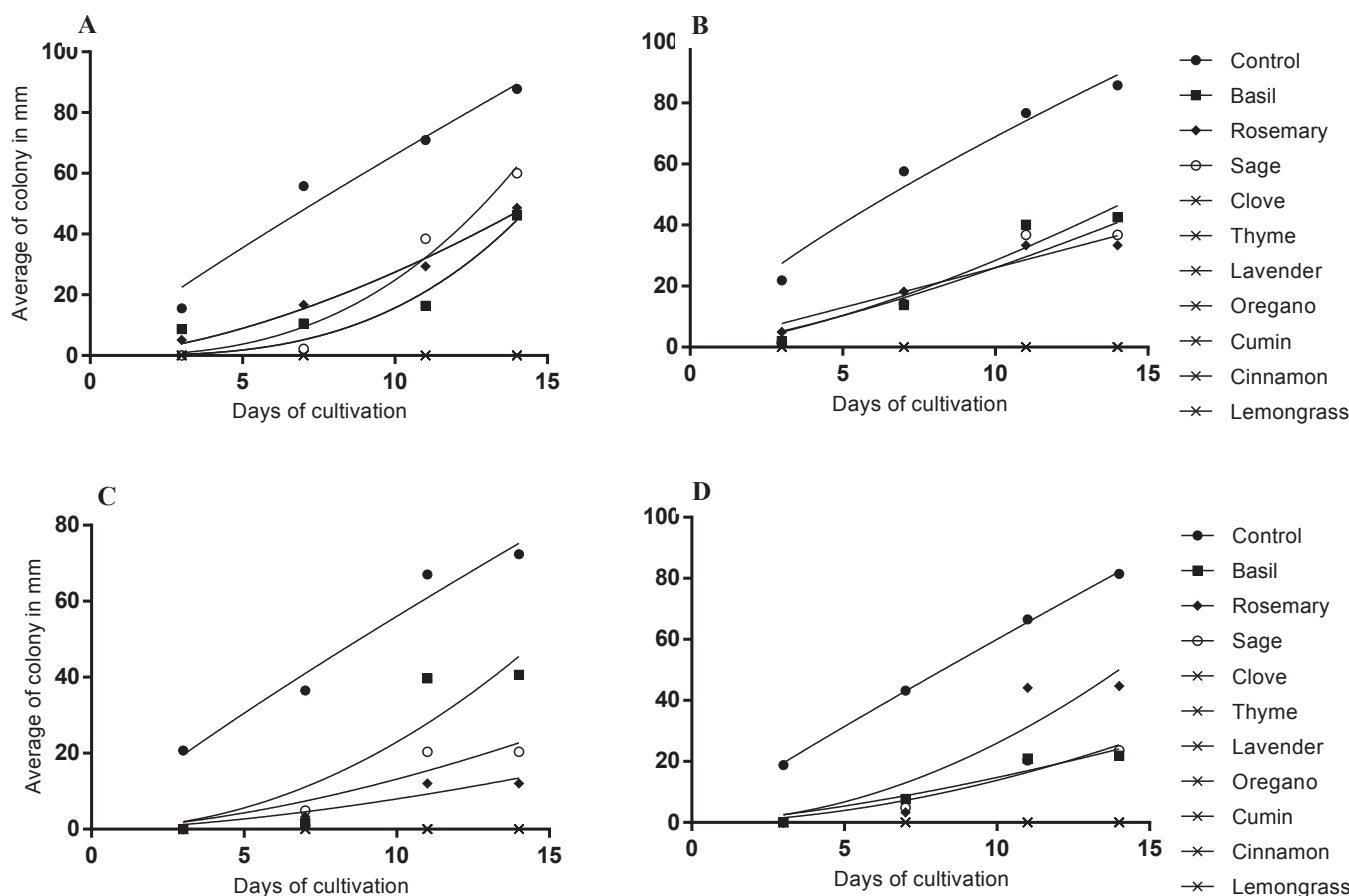 A
Average of colony in mm
100
80
60
40
20
0
0
5
10
15
Days of cultivation
B
100
80
60
40
20
0
0
5
10
15
Days of cultivation
Control
Basil
Rosemary
Sage
Clove
Thyme
Lavender
Oregano
Cumin
Cinnamon
Lemongrass
C
Average of colony in mm
80
60
40
20
0
0
5
10
15
Days of cultivation
D
100
80
60
40
20
0
0
5
10
15
Days of cultivation
Control
Basil
Rosemary
Sage
Clove
Thyme
Lavender
Oregano
Cumin
Cinnamon
Lemongrass